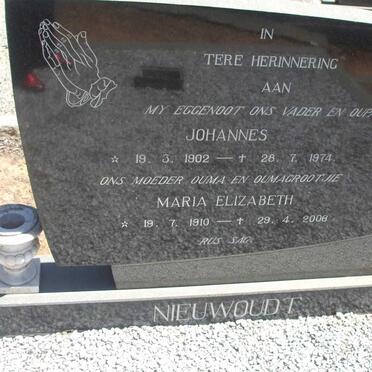 IN
TERE HERINNERING
AAN
MY EGGENOOT ONS VADER EN OUPA
JOHANNES
☆ 19. 3. 1902 — ✝ 28. 7. 1974.
ONS MOEDER OUMA EN OUMAGROOTJIE
MARIA ELIZABETH
☆ 19. 7. 1910 — ✝ 29. 4. 2006
RUS SAG.
NIEUWOUDT